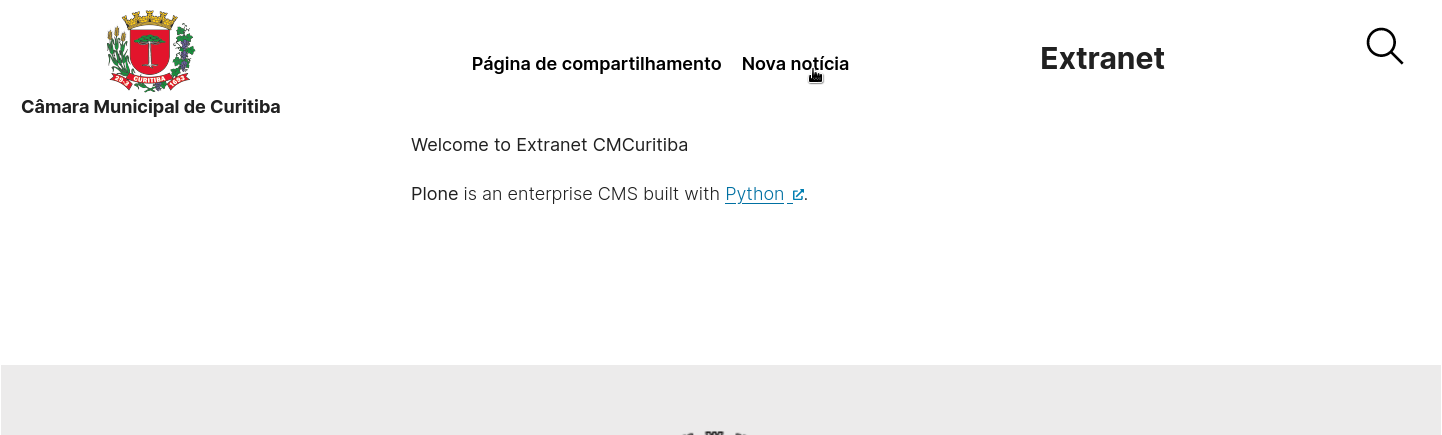 CURITIBA
Câmara Municipal de Curitiba
Página de compartilhamento Nova notícia
Extranet
Welcome to Extranet CMCuritiba
Plone is an enterprise CMS built with Python.